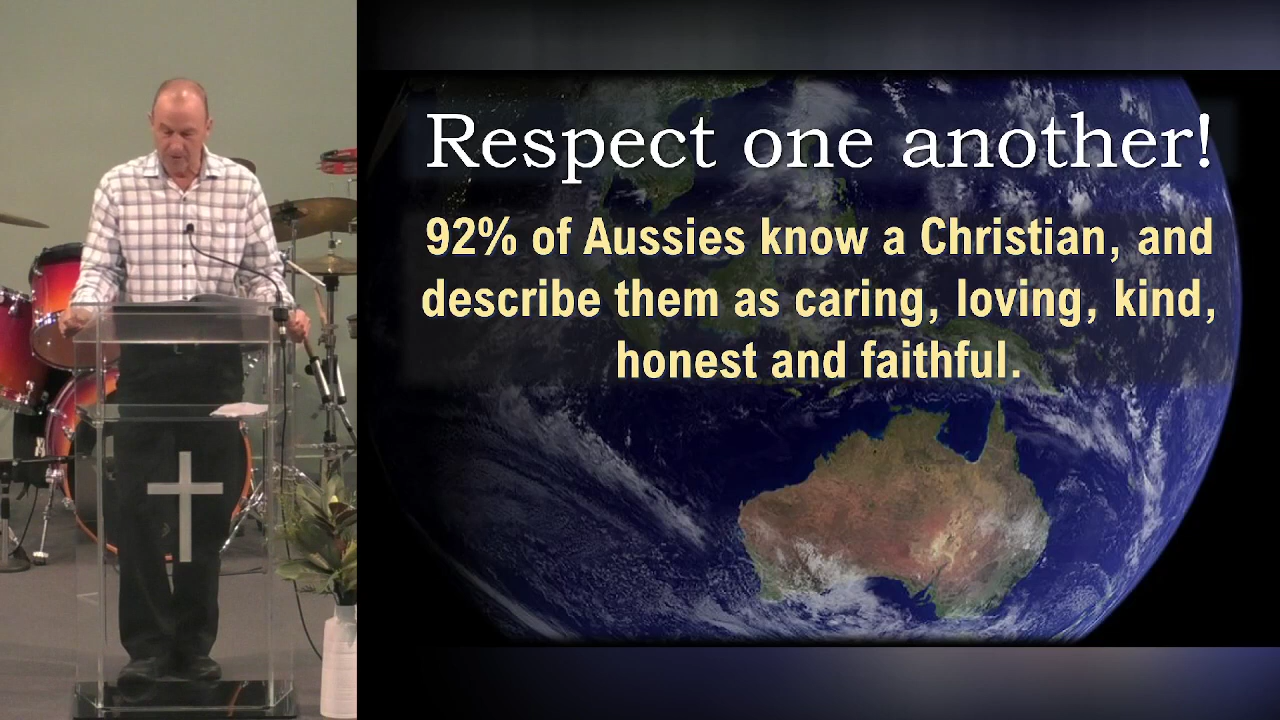 Respect one another!
92% of Aussies know a Christian, and
describe them as caring, loving, kind,
honest and faithful.